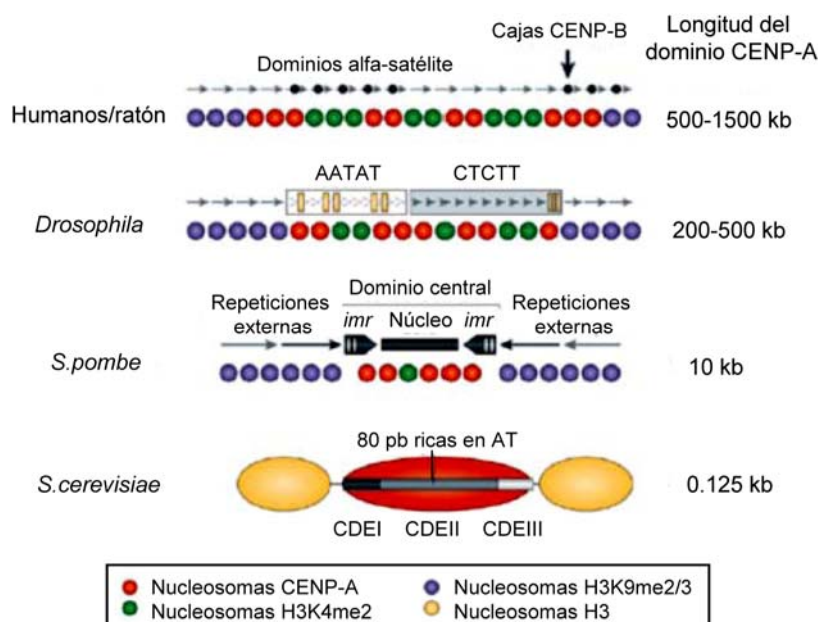 Longitud del
dominio CENP-A
Cajas CENP-B
Dominios alfa-satélite
Humanos/ratón
500-1500 kb
AATAT
CTCTT
Drosophila
200-500 kb
Dominio central
Repeticiones
externas
imr
Núcleo
imr
Repeticiones
externas
S.pombe
10 kb
80 pb ricas en AT
S.cerevisiae
0.125 kb
CDEI
CDEII
CDEIII
Nucleosomas CENP-A
Nucleosomas H3K9me2/3
Nucleosomas H3K4me2
Nucleosomas H3